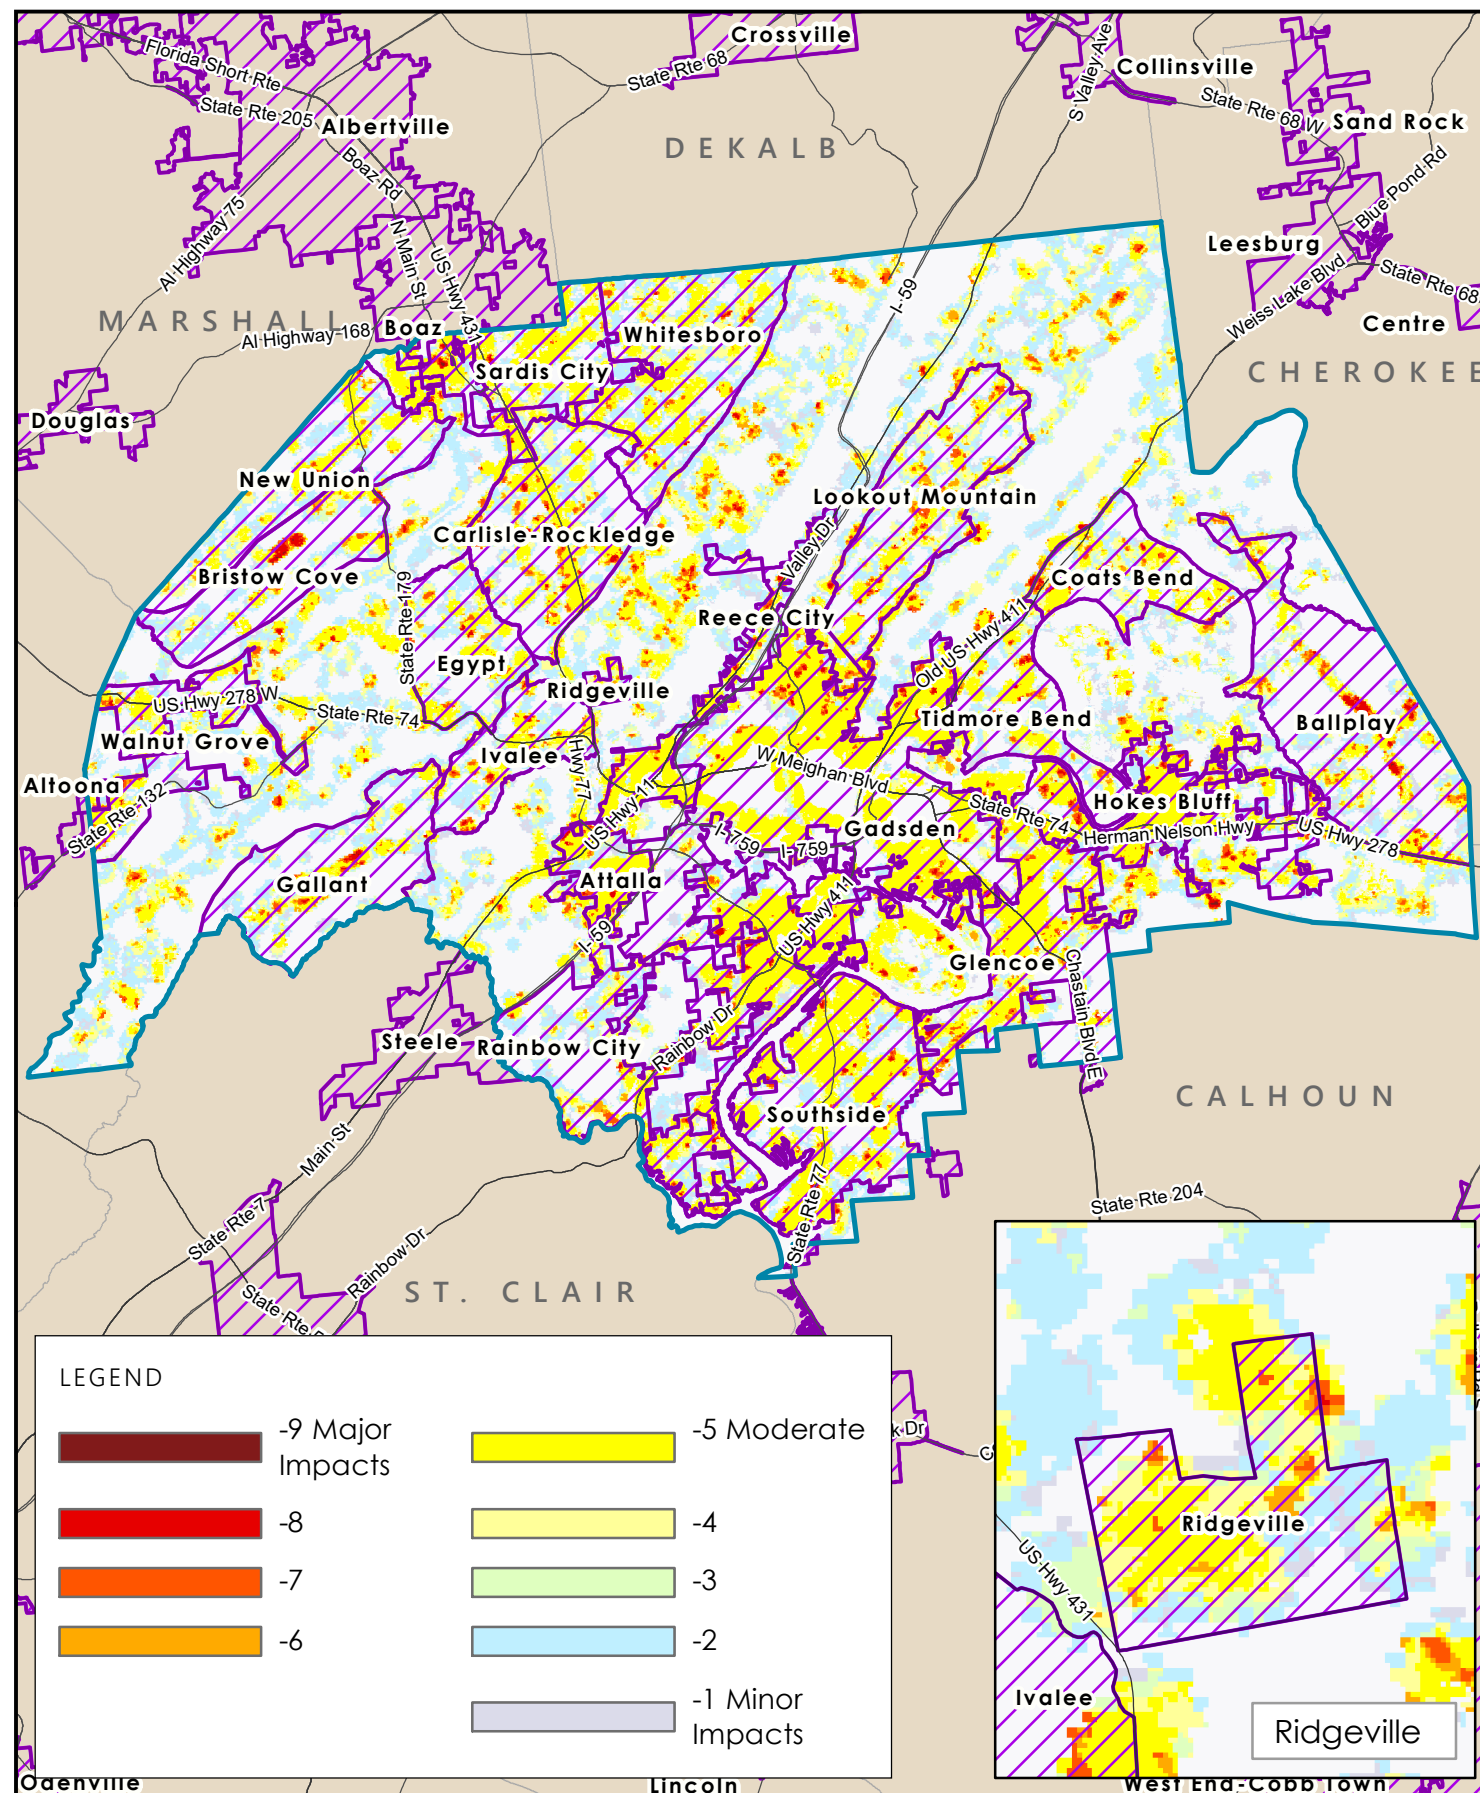 Crossville
Florida Short Rte
State Rte 68
Collinsville
S Valley Ave
State Rte 205
State Rte 68 W
Sand Rock
Albertville
DEKALB
Boaz Rd
Blue Pond Rd
Al Highway 75
N Main St
US Hwy 431
Leesburg
State Rte 68
Weiss Lake Blvd
I- 59
MARSHALL
Al Highway 168
Boaz
Whitesboro
Centre
Sardis City
CHEROKEE
Douglas
New Union
Lookout Mountain
Carlisle-Rockledge
Valley Dr
Bristow Cove
Coats Bend
State Rte 179
Reece City
Old US Hwy 411
Egypt
Ridgeville
US Hwy 278 W
State Rte 74
Tidmore Bend
Ballplay
Walnut Grove
Ivalee
Hwy 77
W Meighan Blvd
Altoona
State Rte 132
US Hwy 11
Hokes Bluff
State Rte 74
Gadsden
I- 759
I- 759
Herman Nelson Hwy
US Hwy 278
Gallant
Attalla
US Hwy 411
I- 59
Glencoe
Chastain Blvd E
Steele
Rainbow City
Rainbow Dr
CALHOUN
Southside
Main St
State Rte 77
State Rte 204
State Rte 7
Rainbow Dr
ST. CLAIR
State Rte
LEGEND
-9 Major
Impacts
-5 Moderate
k Dr
-8
-4
-7
-3
-6
-2
-1 Minor
Impacts
Ridgeville
US Hwy 431
Ivalee
Ridgeville
Odenville
Lincoln
West End-Cobb Town